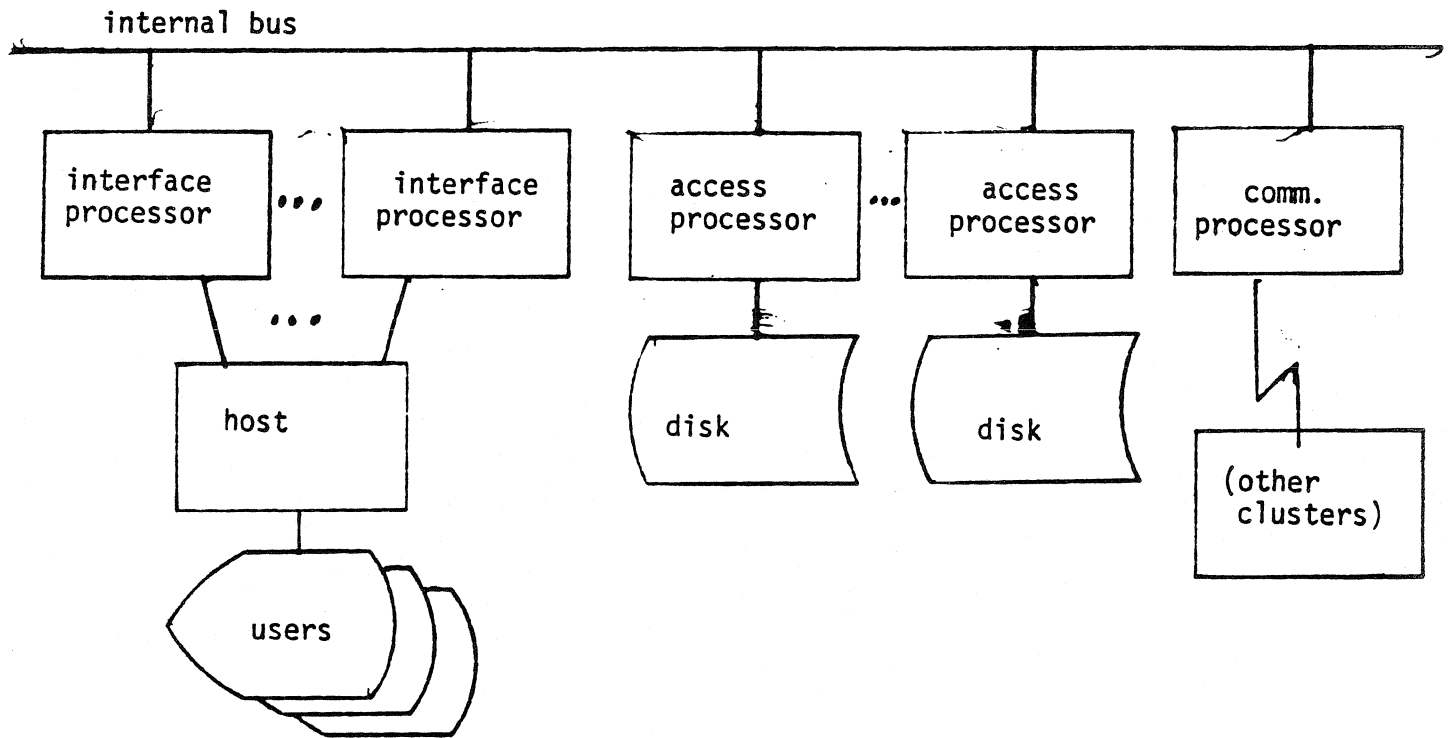 internal bus
interface
processor
...
interface
processor
access
processor
...
access
processor
comm.
processor
...
host
disk
disk
(other
clusters)
users